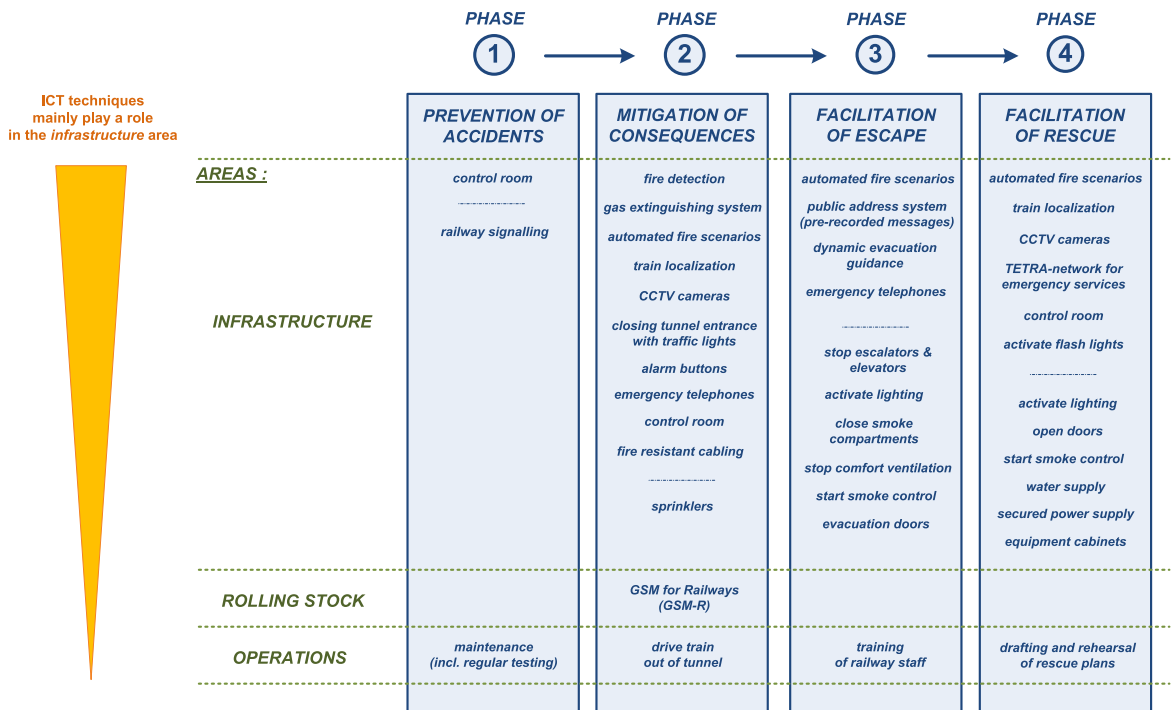 PHASE
1
PHASE
2
PHASE
3
PHASE
4
ICT techniques
mainly play a role
in the infrastructure area
PREVENTION OF
ACCIDENTS
MITIGATION OF
CONSEQUENCES
FACILITATION
OF ESCAPE
FACILITATION
OF RESCUE
AREAS :
INFRASTRUCTURE
control room
railway signalling
fire detection
gas extinguishing system
automated fire scenarios
train localization
CCTV cameras
closing tunnel entrance
with traffic lights
alarm buttons
emergency telephones
control room
fire resistant cabling
sprinklers
automated fire scenarios
public address system
(pre-recorded messages)
dynamic evacuation
guidance
emergency telephones
stop escalators &
elevators
activate lighting
close smoke
compartments
stop comfort ventilation
start smoke control
evacuation doors
automated fire scenarios
train localization
CCTV cameras
TETRA-network for
emergency services
control room
activate flash lights
activate lighting
open doors
start smoke control
water supply
secured power supply
equipment cabinets
ROLLING STOCK
GSM for Railways
(GSM-R)
OPERATIONS
maintenance
(incl. regular testing)
drive train
out of tunnel
training
of railway staff
drafting and rehearsal
of rescue plans